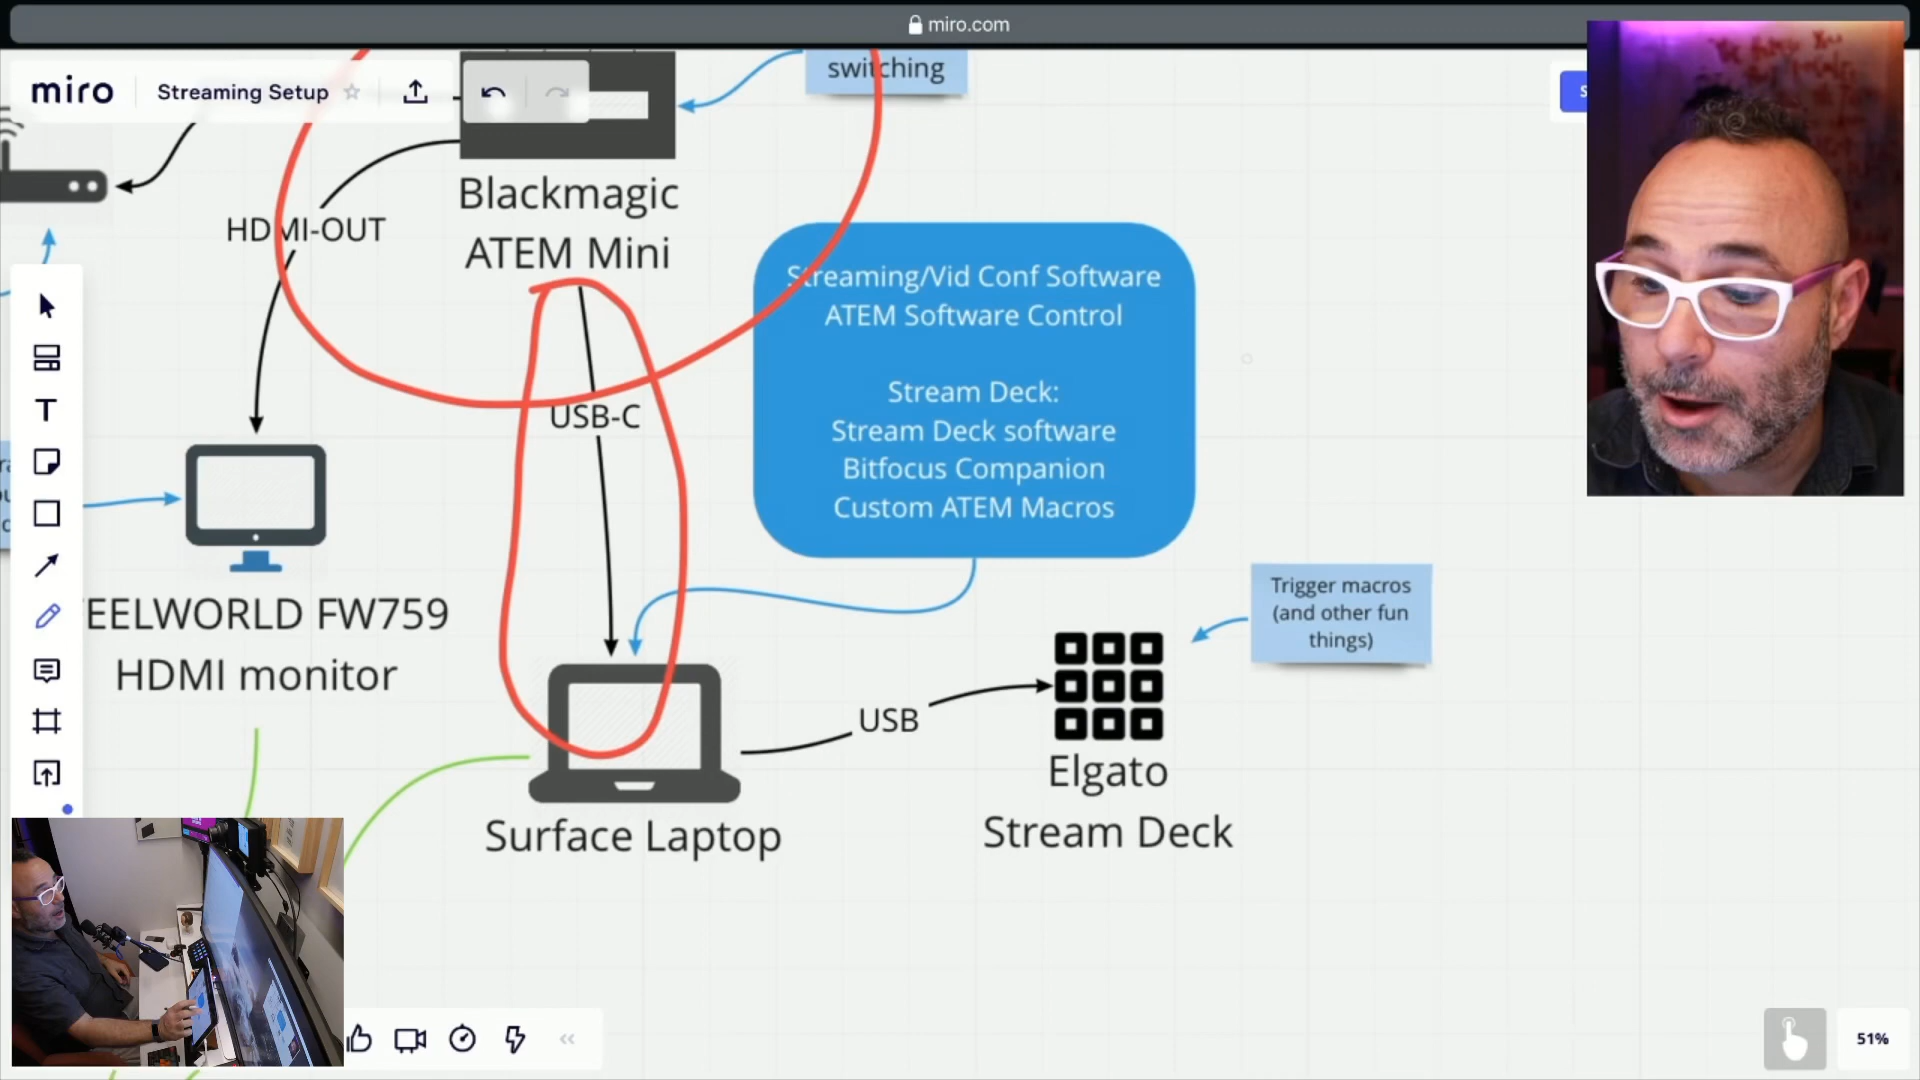 miro.com
miro
Streaming Setup
switching
Blackmagic
ATEM Mini
HDMI-OUT
Streaming/Vid Conf Software
ATEM Software Control
Stream Deck:
Stream Deck software
Bitfocus Companion
Custom ATEM Macros
USB-C
T
EELWORLD FW759
HDMI monitor
Trigger macros
(and other fun
things)
USB
Elgato
Stream Deck
Surface Laptop
51%